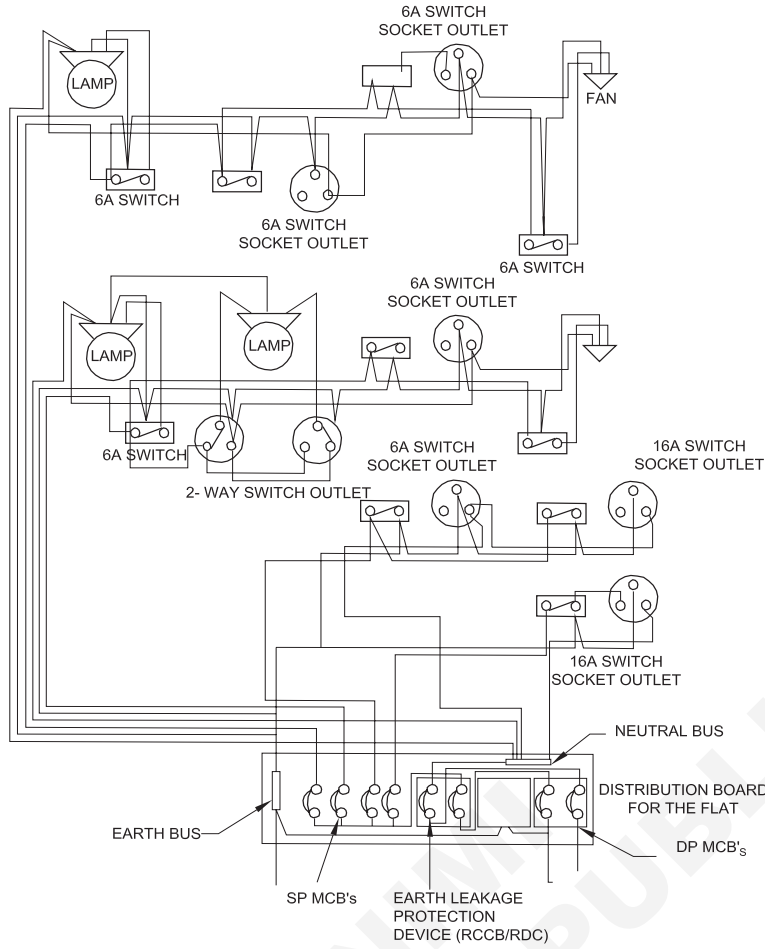 6A SWITCH
SOCKET OUTLET
LAMP
FAN
6A SWITCH
6A SWITCH
SOCKET OUTLET
6A SWITCH
6A SWITCH
SOCKET OUTLET
LAMP
LAMP
6A SWITCH
6A SWITCH
SOCKET OUTLET
16A SWITCH
SOCKET OUTLET
2- WAY SWITCH OUTLET
16A SWITCH
SOCKET OUTLET
NEUTRAL BUS
DISTRIBUTION BOARD
FOR THE FLAT
EARTH BUS
DP MCB's
SP MCB's
EARTH LEAKAGE
PROTECTION
DEVICE (RCCB/RDC)